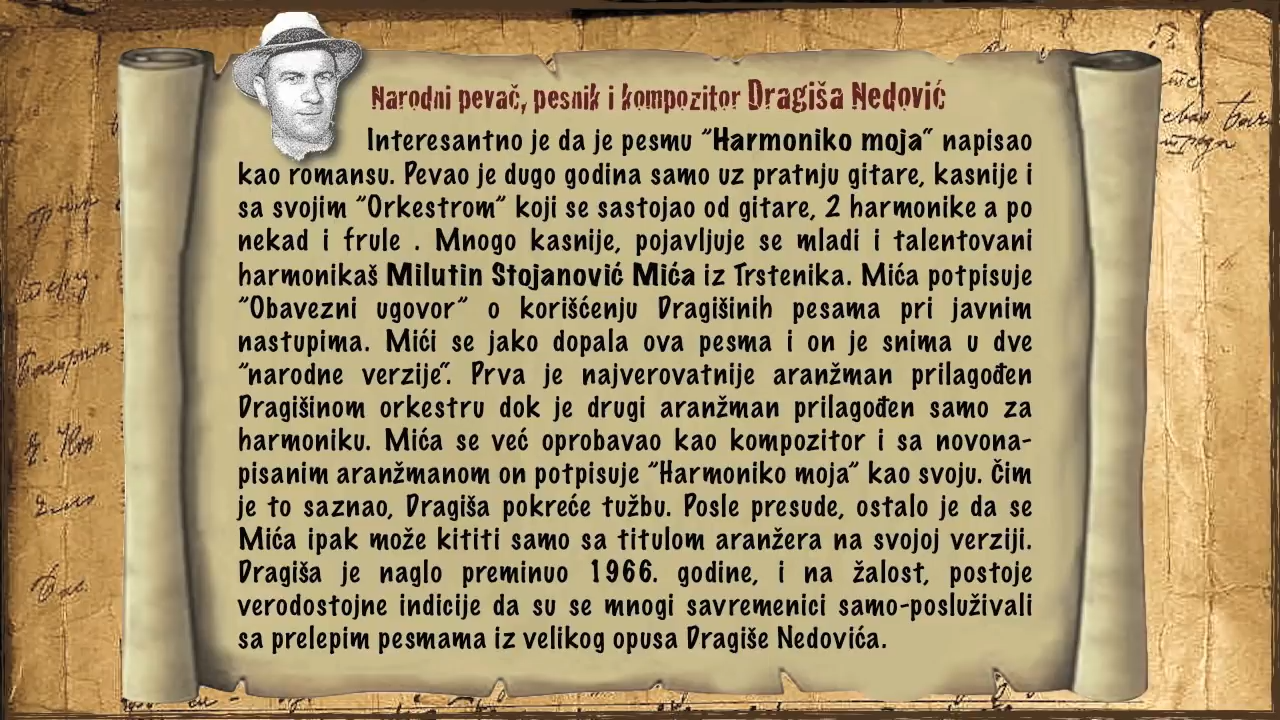 Narodni pevač, pesnik i kompozitor Dragiša Nedović
Interesantno je da je pesmu "Harmoniko moja" napisao
kao romansu. Pevao je dugo godina samo uz pratnju gitare, kasnije i
sa svojim "Orkestrom" koji se sastojao od gitare, 2 harmonike a po
nekad i frule . Mnogo kasnije, pojavljuje se mladi i talentovani
harmonikaš Milutin Stojanović Mića iz Trstenika. Mića potpisuje
"Obavezni ugovor" o korišćenju Dragišinih pesama pri javnim
nastupima. Mići se jako dopala ova pesma i on je snima u dve
"narodne verzije". Prva je najverovatnije aranžman prilagođen
Dragišinom orkestru dok je drugi aranžman prilagođen samo za
harmoniku. Mića se već oprobavao kao kompozitor i sa novona-
pisanim aranžmanom on potpisuje "Harmoniko moja" kao svoju. Čim
je to saznao, Dragiša pokreće tužbu. Posle presude, ostalo je da se
Mića ipak može kititi samo sa titulom aranžera na svojoj verziji.
Dragiša je naglo preminuo 1966. godine, i na žalost, postoje
verodostojne indicije da su se mnogi savremenici samo-posluživali
sa prelepim pesmama iz velikog opusa Dragiše Nedovića.